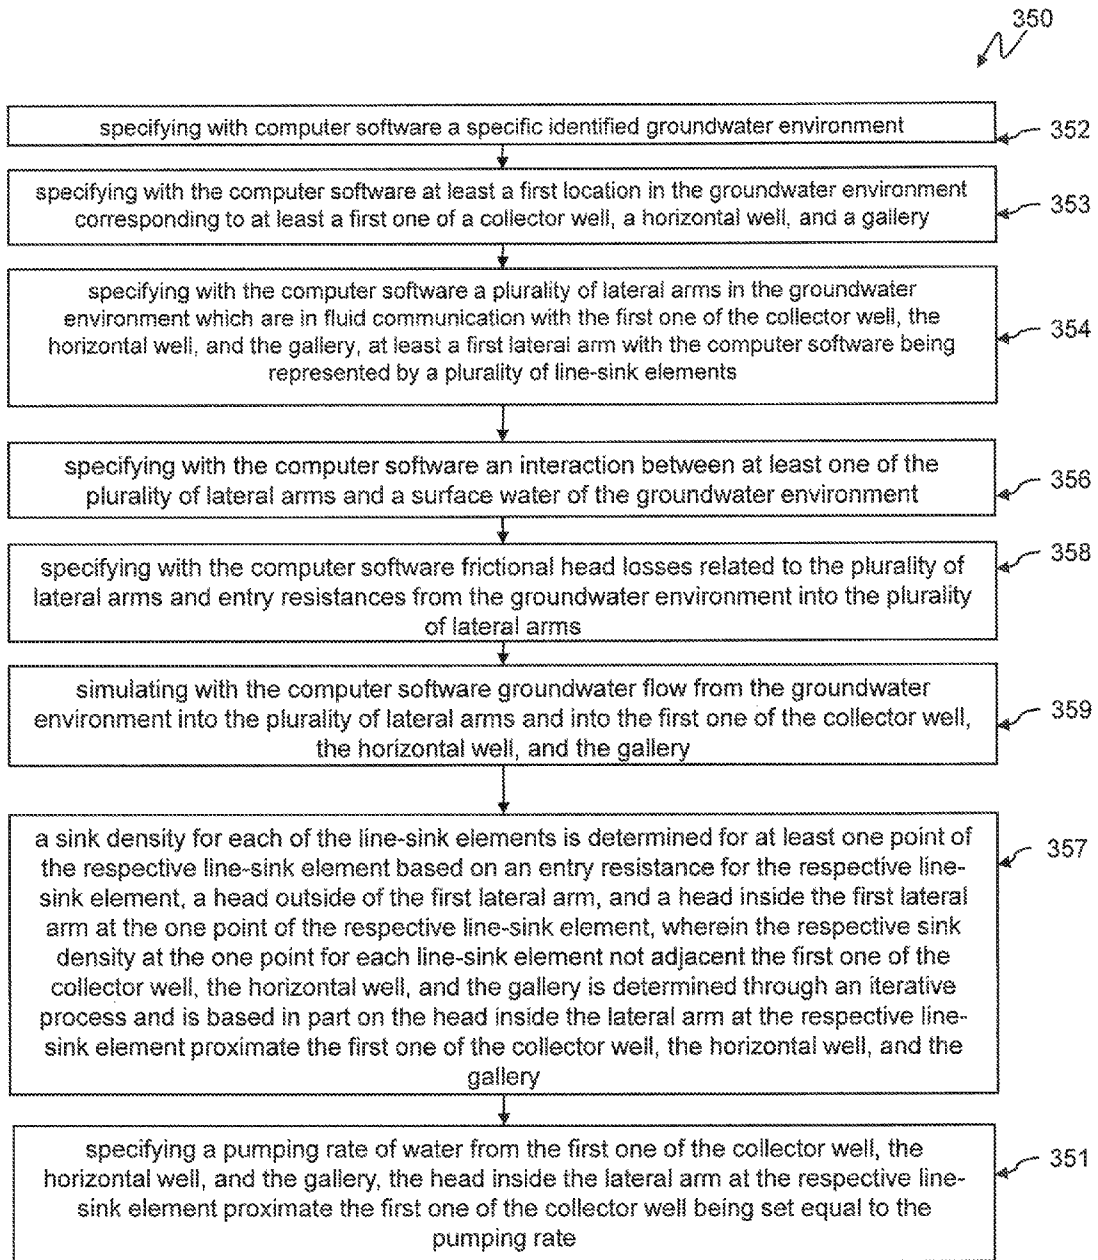 350
specifying with computer software a specific identified groundwater environment
352
specifying with the computer software at least a first location in the groundwater environment
corresponding to at least a first one of a collector well, a horizontal well, and a gallery
353
specifying with the computer software a plurality of lateral arms in the groundwater
environment which are in fluid communication with the first one of the collector well, the
horizontal well, and the gallery, at least a first lateral arm with the computer software being
represented by a plurality of line-sink elements
354
specifying with the computer software an interaction between at least one of the
plurality of lateral arms and a surface water of the groundwater environment
356
specifying with the computer software frictional head losses related to the plurality of
lateral arms and entry resistances from the groundwater environment into the plurality
of lateral arms
358
simulating with the computer software groundwater flow from the groundwater
environment into the plurality of lateral arms and into the first one of the collector well,
the horizontal well, and the gallery
359
a sink density for each of the line-sink elements is determined for at least one point of
the respective line-sink element based on an entry resistance for the respective line-
sink element, a head outside of the first lateral arm, and a head inside the first lateral
arm at the one point of the respective line-sink element, wherein the respective sink
density at the one point for each line-sink element not adjacent the first one of the
collector well, the horizontal well, and the gallery is determined through an iterative
process and is based in part on the head inside the lateral arm at the respective line-
sink element proximate the first one of the collector well, the horizontal well, and the
gallery
357
specifying a pumping rate of water from the first one of the collector well, the
horizontal well, and the gallery, the head inside the lateral arm at the respective line-
sink element proximate the first one of the collector well being set equal to the
pumping rate
351